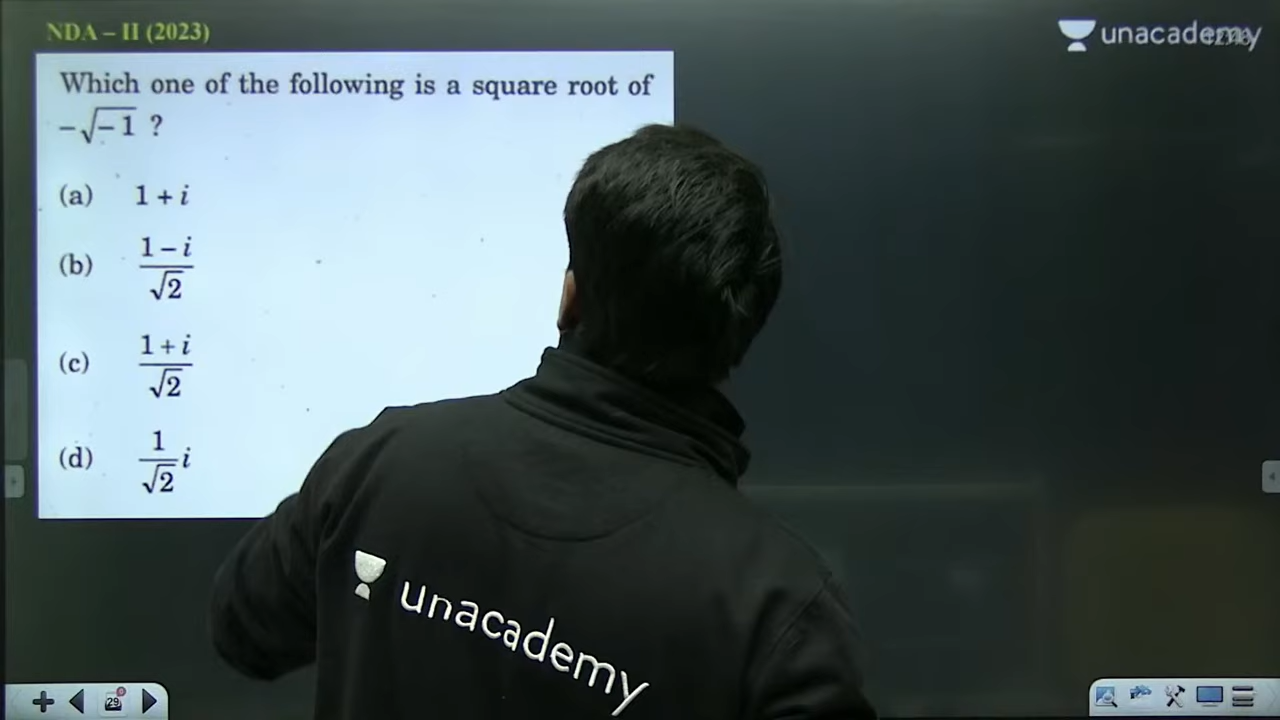 NDA – II (2023)
unacademy
Which one of the following is a square root of
−√−1 ?
(a) 1 + i
(b) (1 − i)/√2
(c) (1 + i)/√2
(d) 1/√2 i
unacademy
29